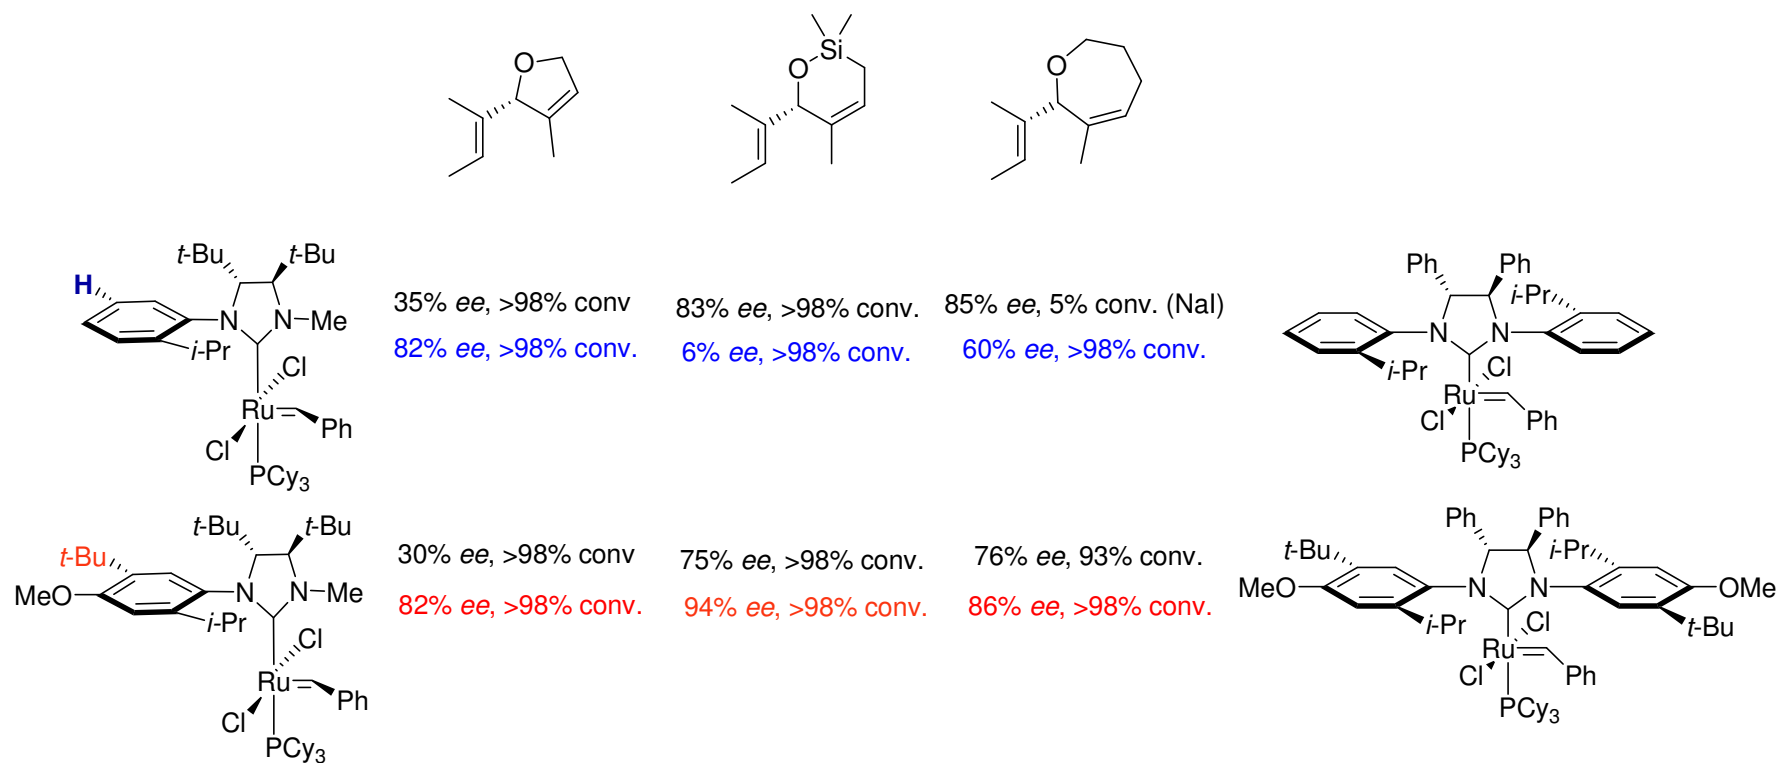 O
Si
O
O
t-Bu
t-Bu
H
N
N
Me
i-Pr
Cl
Ru
Ph
Cl
PCy3
35% ee, >98% conv
83% ee, >98% conv.
85% ee, 5% conv. (NaI)
82% ee, >98% conv.
6% ee, >98% conv.
60% ee, >98% conv.
Ph
Ph
i-Pr
N
N
i-Pr
Cl
Ru
Cl
Ph
PCy3
t-Bu
t-Bu
t-Bu
MeO
N
N
Me
i-Pr
Cl
Ru
Ph
Cl
PCy3
30% ee, >98% conv
75% ee, >98% conv.
76% ee, 93% conv.
82% ee, >98% conv.
94% ee, >98% conv.
86% ee, >98% conv.
Ph
Ph
t-Bu
i-Pr
MeO
N
N
OMe
i-Pr
Cl
t-Bu
Ru
Cl
Ph
PCy3